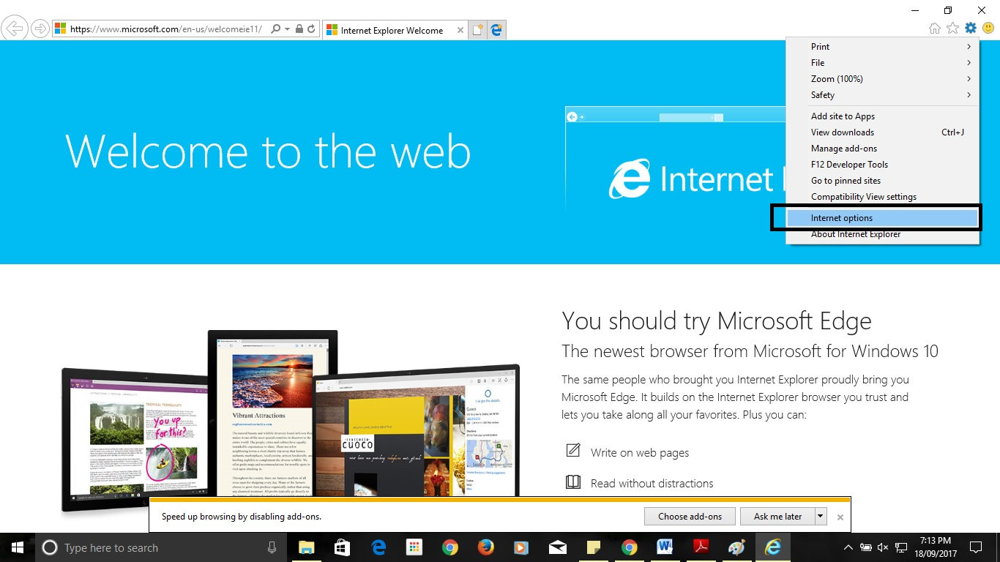 https://www.microsoft.com/en-us/welcomeie11/
Internet Explorer Welcome
Print
File
Zoom (100%)
Safety
Add site to Apps
View downloads Ctrl+J
Manage add-ons
F12 Developer Tools
Go to pinned sites
Compatibility View settings
Internet options
About Internet Explorer
Welcome to the web
Internet
You should try Microsoft Edge
The newest browser from Microsoft for Windows 10
The same people who brought you Internet Explorer proudly bring you
Microsoft Edge. It builds on the Internet Explorer browser you trust and
lets you take along all your favorites. Plus you can:
Write on web pages
Read without distractions
TROPICAL TRANQUILITY
you up
for this?
Vibrant Attractions
CUOCO
Cuoco
Seattle
Speed up browsing by disabling add-ons.
Choose add-ons
Ask me later
Type here to search
7:13 PM
18/09/2017